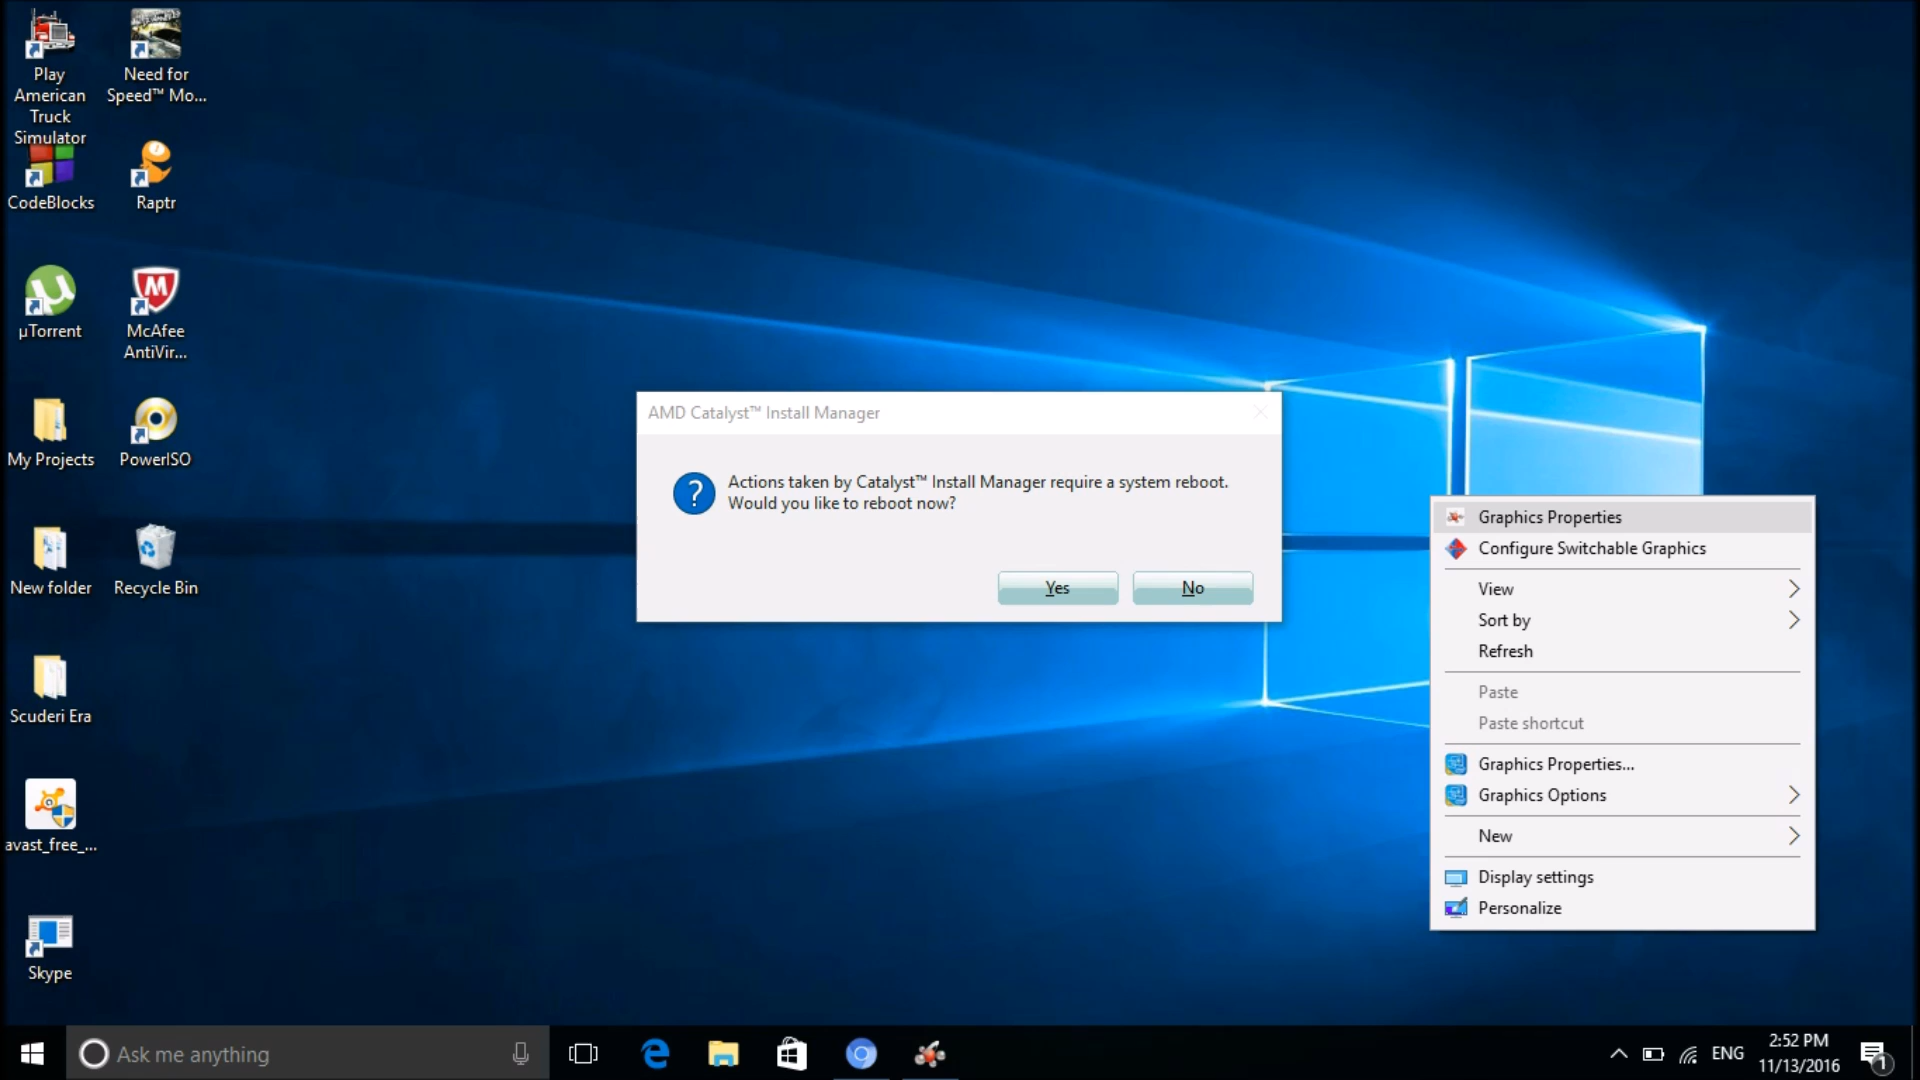 Play
American
Truck
Simulator
Need for
Speed™ Mo...
CodeBlocks
Raptr
µTorrent
McAfee
AntiVir...
My Projects
PowerISO
New folder
Recycle Bin
Scuderi Era
avast_free_...
Skype
AMD Catalyst™ Install Manager
Actions taken by Catalyst™ Install Manager require a system reboot.
Would you like to reboot now?
Yes
No
Graphics Properties
Configure Switchable Graphics
View
Sort by
Refresh
Paste
Paste shortcut
Graphics Properties...
Graphics Options
New
Display settings
Personalize
Ask me anything
ENG
2:52 PM
11/13/2016
1